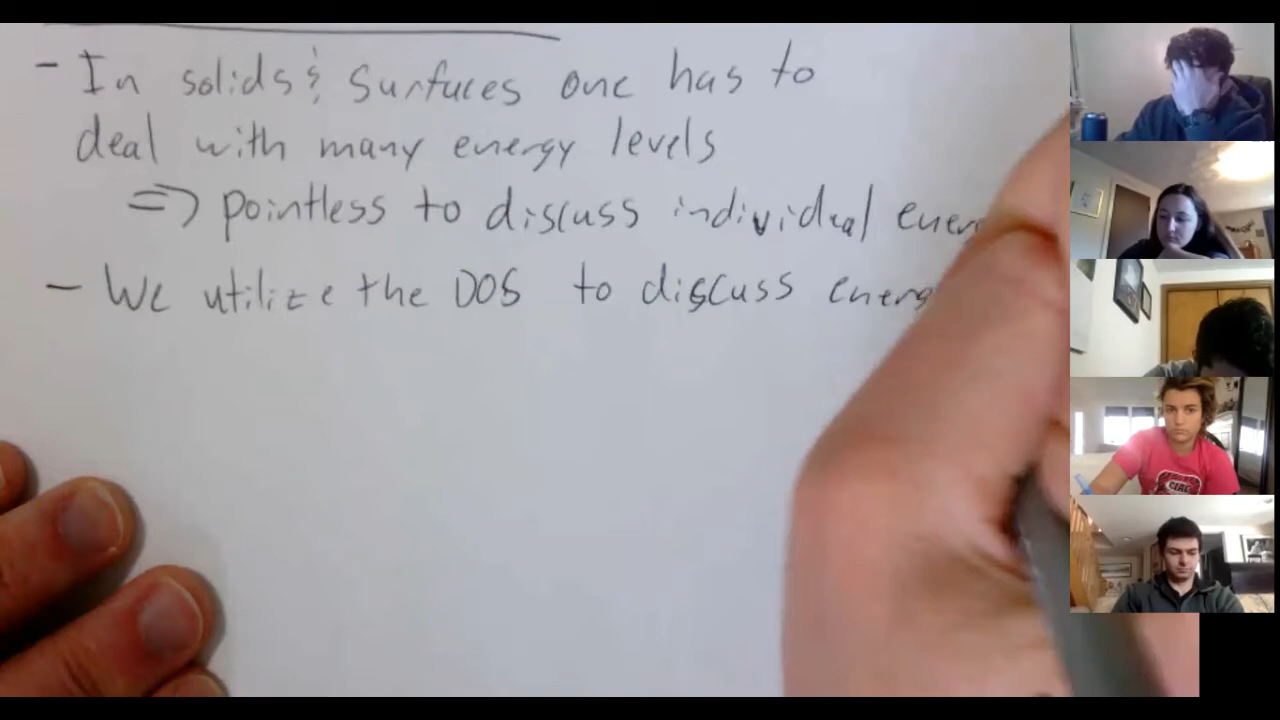 - In solids & surfaces one has to
deal with many energy levels
=> pointless to discuss individual
- We utilize the DOS to discuss